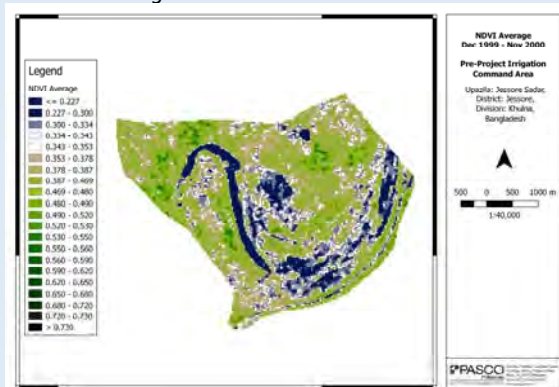 Legend
NDVI Average
<= 0.227
0.227 - 0.300
0.300 - 0.334
0.334 - 0.343
0.343 - 0.353
0.353 - 0.378
0.378 - 0.387
0.387 - 0.469
0.469 - 0.480
0.480 - 0.490
0.490 - 0.520
0.520 - 0.530
0.530 - 0.550
0.550 - 0.560
0.560 - 0.590
0.590 - 0.620
0.620 - 0.650
0.650 - 0.680
0.680 - 0.720
0.720 - 0.730
> 0.730
NDVI Average
Dec 1999 - Nov 2000
Pre-Project Irrigation
Command Area
Upazila: Jessore Sadar,
District: Jessore,
Division: Khulna,
Bangladesh
500 0 500 1000 m
1:40,000
PASCO